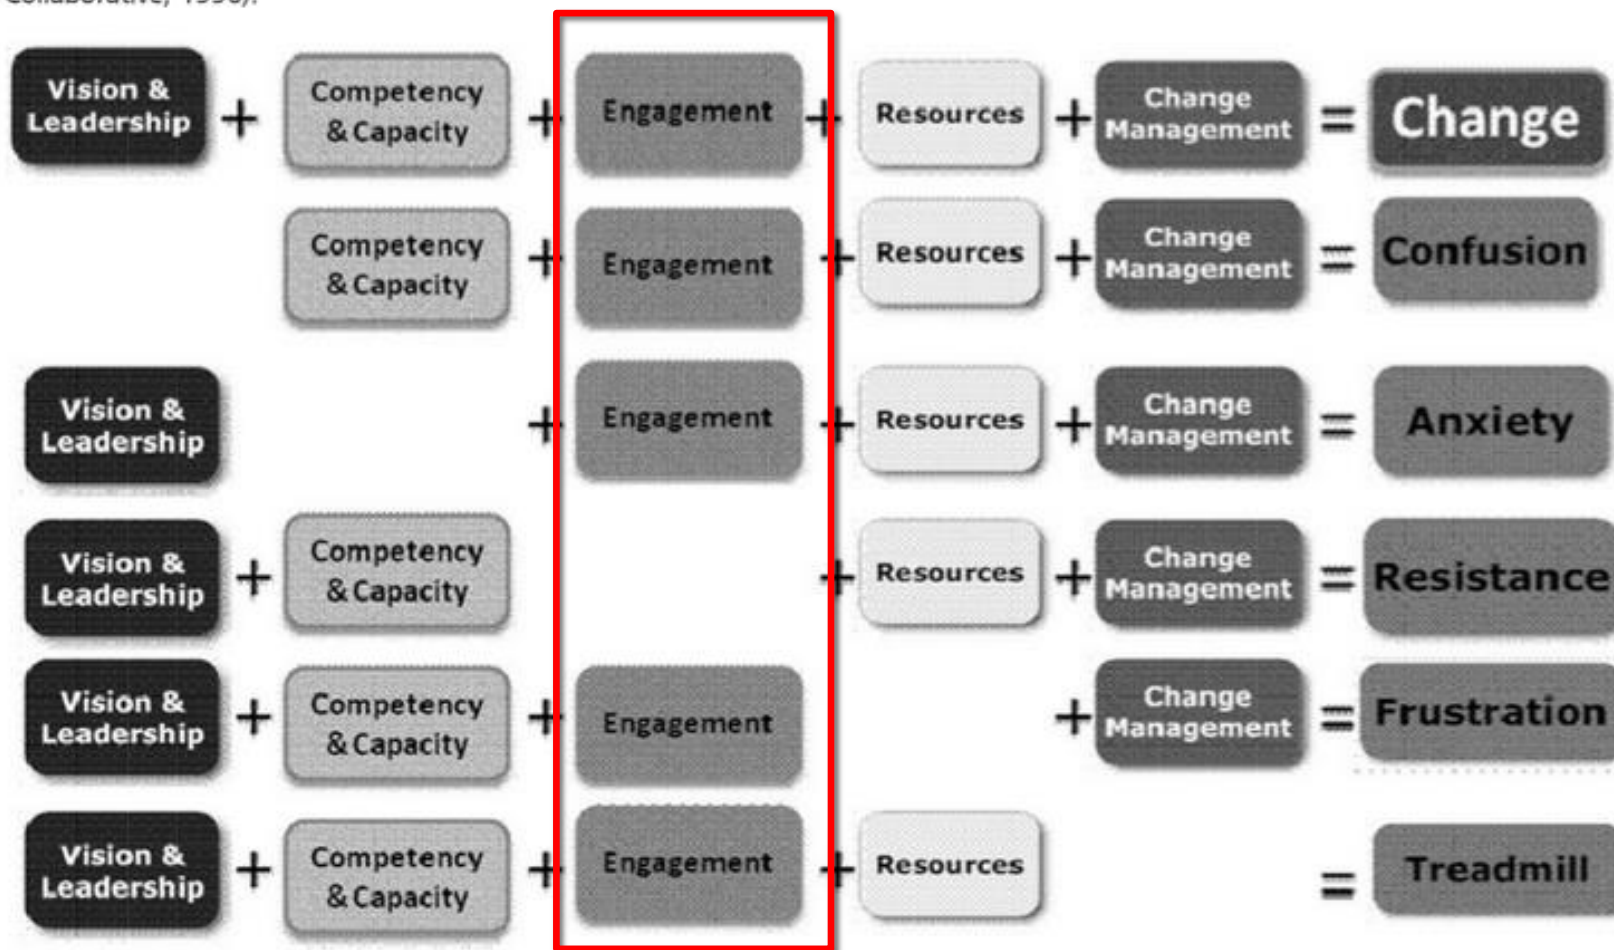 Collaborative, 1996).
Vision & Leadership + Competency & Capacity + Engagement + Resources + Change Management = Change
Competency & Capacity + Engagement + Resources + Change Management = Confusion
Vision & Leadership + Engagement + Resources + Change Management = Anxiety
Vision & Leadership + Competency & Capacity + Resources + Change Management = Resistance
Vision & Leadership + Competency & Capacity + Engagement + Change Management = Frustration
Vision & Leadership + Competency & Capacity + Engagement + Resources = Treadmill